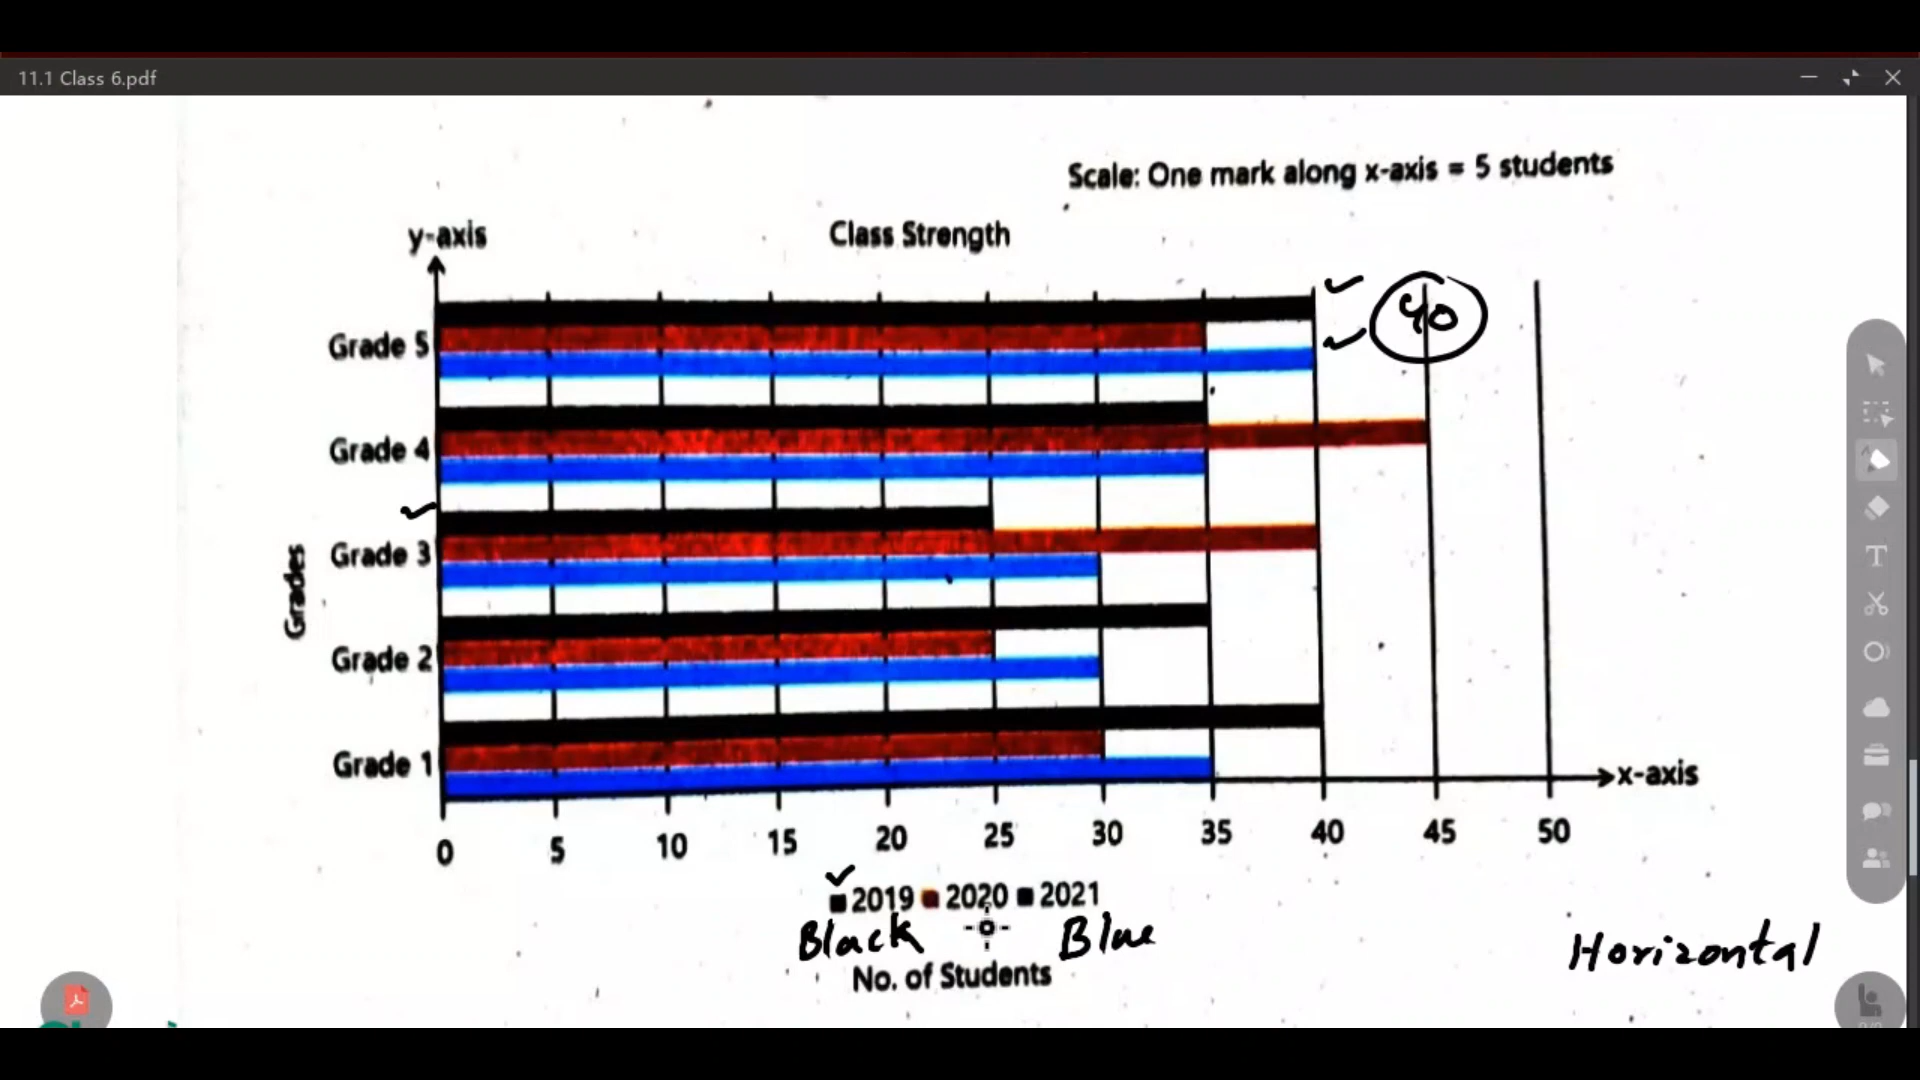 11.1 Class 6.pdf
Scale: One mark along x-axis = 5 students
y-axis
Class Strength
40
Grade 5
Grade 4
Grade 3
Grades
Grade 2
Grade 1
x-axis
0 5 10 15 20 25 30 35 40 45 50
2019 2020 2021
Black Blue
Horizontal
No. of Students